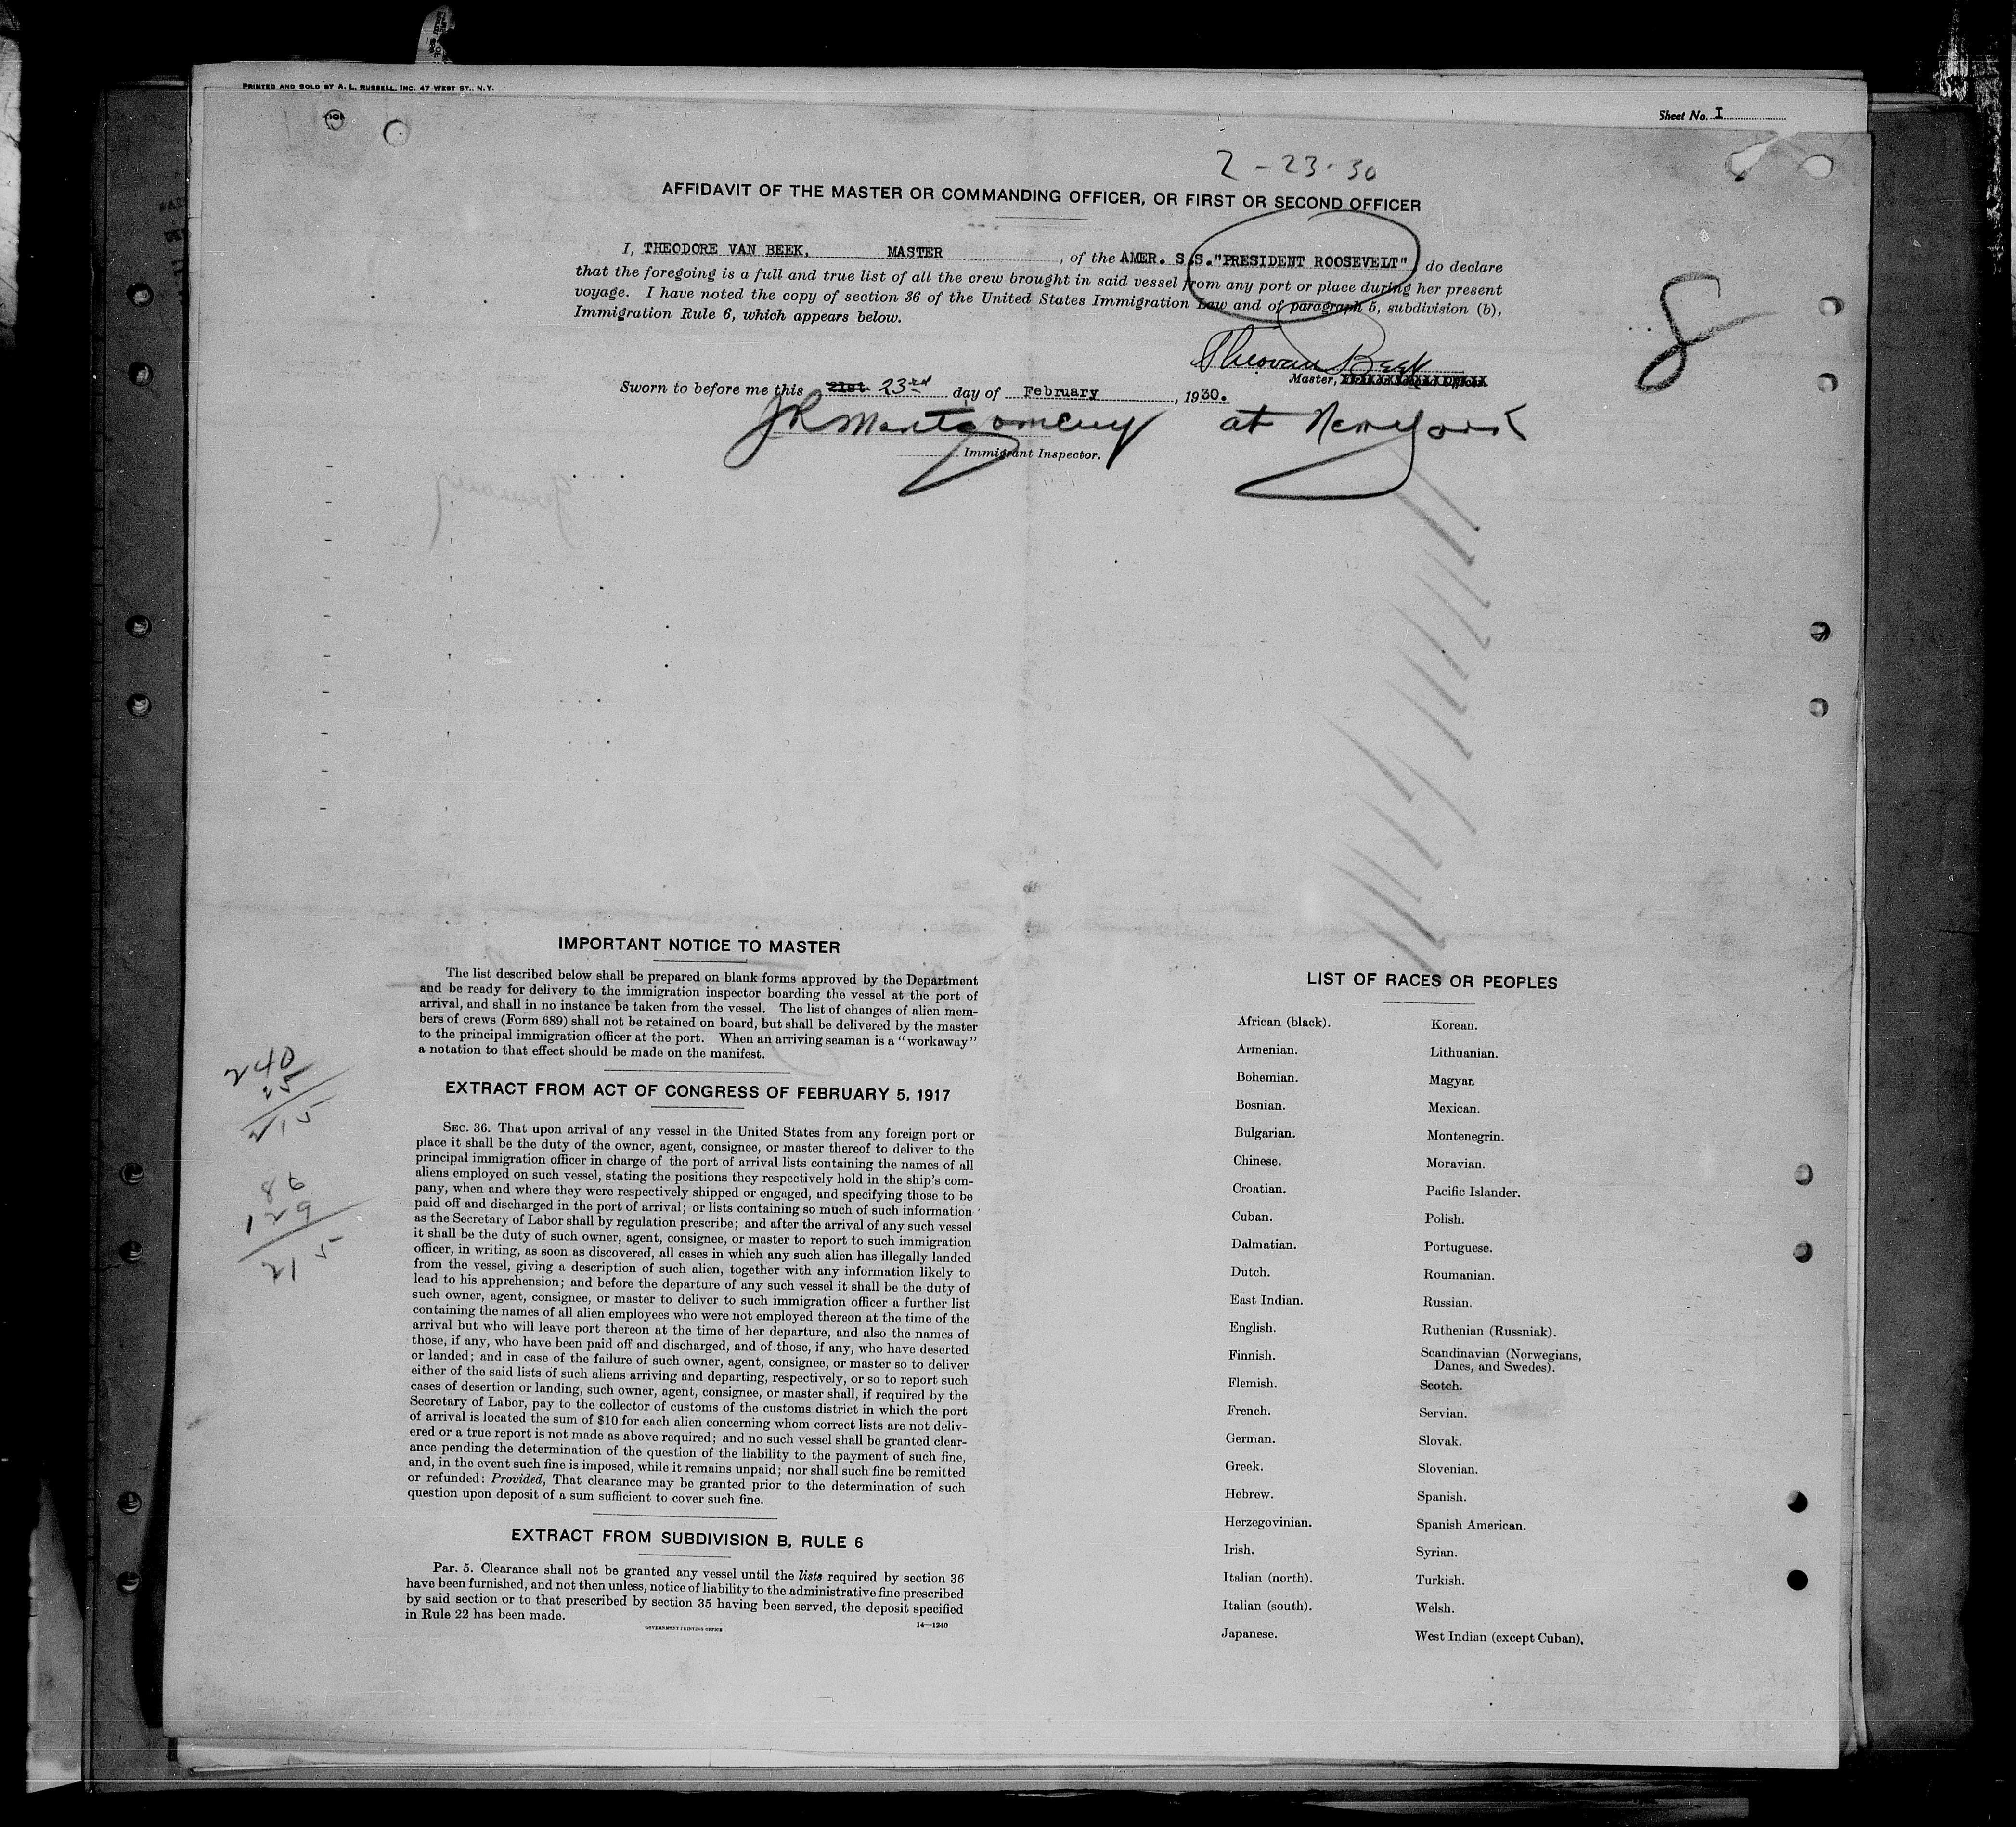 PRINTED AND SOLD BY A. L. RUSSELL, INC. 47 WEST ST., N.Y.
Sheet No. I
2-23-30
AFFIDAVIT OF THE MASTER OR COMMANDING OFFICER, OR FIRST OR SECOND OFFICER
I, THEODORE VAN BEEK, MASTER, of the AMER. S.S. "PRESIDENT ROOSEVELT", do declare
that the foregoing is a full and true list of all the crew brought in said vessel from any port or place during her present
voyage. I have noted the copy of section 36 of the United States Immigration Law and of paragraph 5, subdivision (b),
Immigration Rule 6, which appears below.
8
Theo van Beek
Master,
Sworn to before me this 21st. 23rd day of February, 1930.
JR Montgomery at New York
Immigrant Inspector.
IMPORTANT NOTICE TO MASTER
The list described below shall be prepared on blank forms approved by the Department
and be ready for delivery to the immigration inspector boarding the vessel at the port of
arrival, and shall in no instance be taken from the vessel. The list of changes of alien mem-
bers of crews (Form 689) shall not be retained on board, but shall be delivered by the master
to the principal immigration officer at the port. When an arriving seaman is a "workaway"
a notation to that effect should be made on the manifest.
240
25
215
EXTRACT FROM ACT OF CONGRESS OF FEBRUARY 5, 1917
SEC. 36. That upon arrival of any vessel in the United States from any foreign port or
place it shall be the duty of the owner, agent, consignee, or master thereof to deliver to the
principal immigration officer in charge of the port of arrival lists containing the names of all
aliens employed on such vessel, stating the positions they respectively hold in the ship's com-
pany, when and where they were respectively shipped or engaged, and specifying those to be
paid off and discharged in the port of arrival; or lists containing so much of such information
as the Secretary of Labor shall by regulation prescribe; and after the arrival of any such vessel
it shall be the duty of such owner, agent, consignee, or master to report to such immigration
officer, in writing, as soon as discovered, all cases in which any such alien has illegally landed
from the vessel, giving a description of such alien, together with any information likely to
lead to his apprehension; and before the departure of any such vessel it shall be the duty of
such owner, agent, consignee, or master to deliver to such immigration officer a further list
containing the names of all alien employees who were not employed thereon at the time of the
arrival but who will leave port thereon at the time of her departure, and also the names of
those, if any, who have been paid off and discharged, and of those, if any, who have deserted
or landed; and in case of the failure of such owner, agent, consignee, or master so to deliver
either of the said lists of such aliens arriving and departing, respectively, or so to report such
cases of desertion or landing, such owner, agent, consignee, or master shall, if required by the
Secretary of Labor, pay to the collector of customs of the customs district in which the port
of arrival is located the sum of $10 for each alien concerning whom correct lists are not deliv-
ered or a true report is not made as above required; and no such vessel shall be granted clear-
ance pending the determination of the question of the liability to the payment of such fine,
and, in the event such fine is imposed, while it remains unpaid; nor shall such fine be remitted
or refunded: Provided, That clearance may be granted prior to the determination of such
question upon deposit of a sum sufficient to cover such fine.
215
EXTRACT FROM SUBDIVISION B, RULE 6
Par. 5. Clearance shall not be granted any vessel until the lists required by section 36
have been furnished, and not then unless, notice of liability to the administrative fine prescribed
by said section or to that prescribed by section 35 having been served, the deposit specified
in Rule 22 has been made.
GOVERNMENT PRINTING OFFICE 14—1240
LIST OF RACES OR PEOPLES
African (black).
Armenian.
Bohemian.
Bosnian.
Bulgarian.
Chinese.
Croatian.
Cuban.
Dalmatian.
Dutch.
East Indian.
English.
Finnish.
Flemish.
French.
German.
Greek.
Hebrew.
Herzegovinian.
Irish.
Italian (north).
Italian (south).
Japanese.
Korean.
Lithuanian.
Magyar.
Mexican.
Montenegrin.
Moravian.
Pacific Islander.
Polish.
Portuguese.
Roumanian.
Russian.
Ruthenian (Russniak).
Scandinavian (Norwegians,
Danes, and Swedes).
Scotch.
Servian.
Slovak.
Slovenian.
Spanish.
Spanish American.
Syrian.
Turkish.
Welsh.
West Indian (except Cuban).